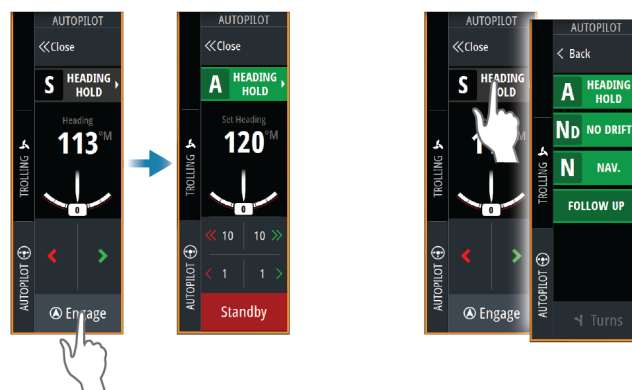 AUTOPILOT
«Close
S HEADING
HOLD
Heading
113°M
0
TROLLING
AUTOPILOT
Engage
AUTOPILOT
«Close
A HEADING
HOLD
Set Heading
120°M
0
« 10 10 »
< 1 1 >
TROLLING
AUTOPILOT
Standby
AUTOPILOT
«Close
S HEADING
HOLD
0
TROLLING
AUTOPILOT
Engage
AUTOPILOT
< Back
A HEADING
HOLD
ND NO DRIFT
N NAV.
FOLLOW UP
TROLLING
AUTOPILOT
Turns